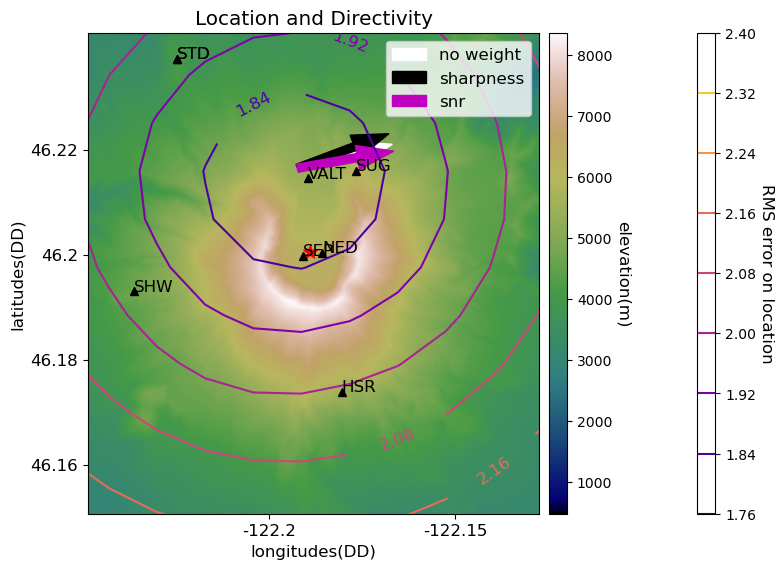 Location and Directivity
no weight
sharpness
snr
STD
1.92
1.84
VALT
SUG
SEP
NED
SHW
HSR
2.08
2.16
46.22
46.2
46.18
46.16
latitudes(DD)
-122.2
-122.15
longitudes(DD)
8000
7000
6000
5000
4000
3000
2000
1000
elevation(m)
2.40
2.32
2.24
2.16
2.08
2.00
1.92
1.84
1.76
RMS error on location